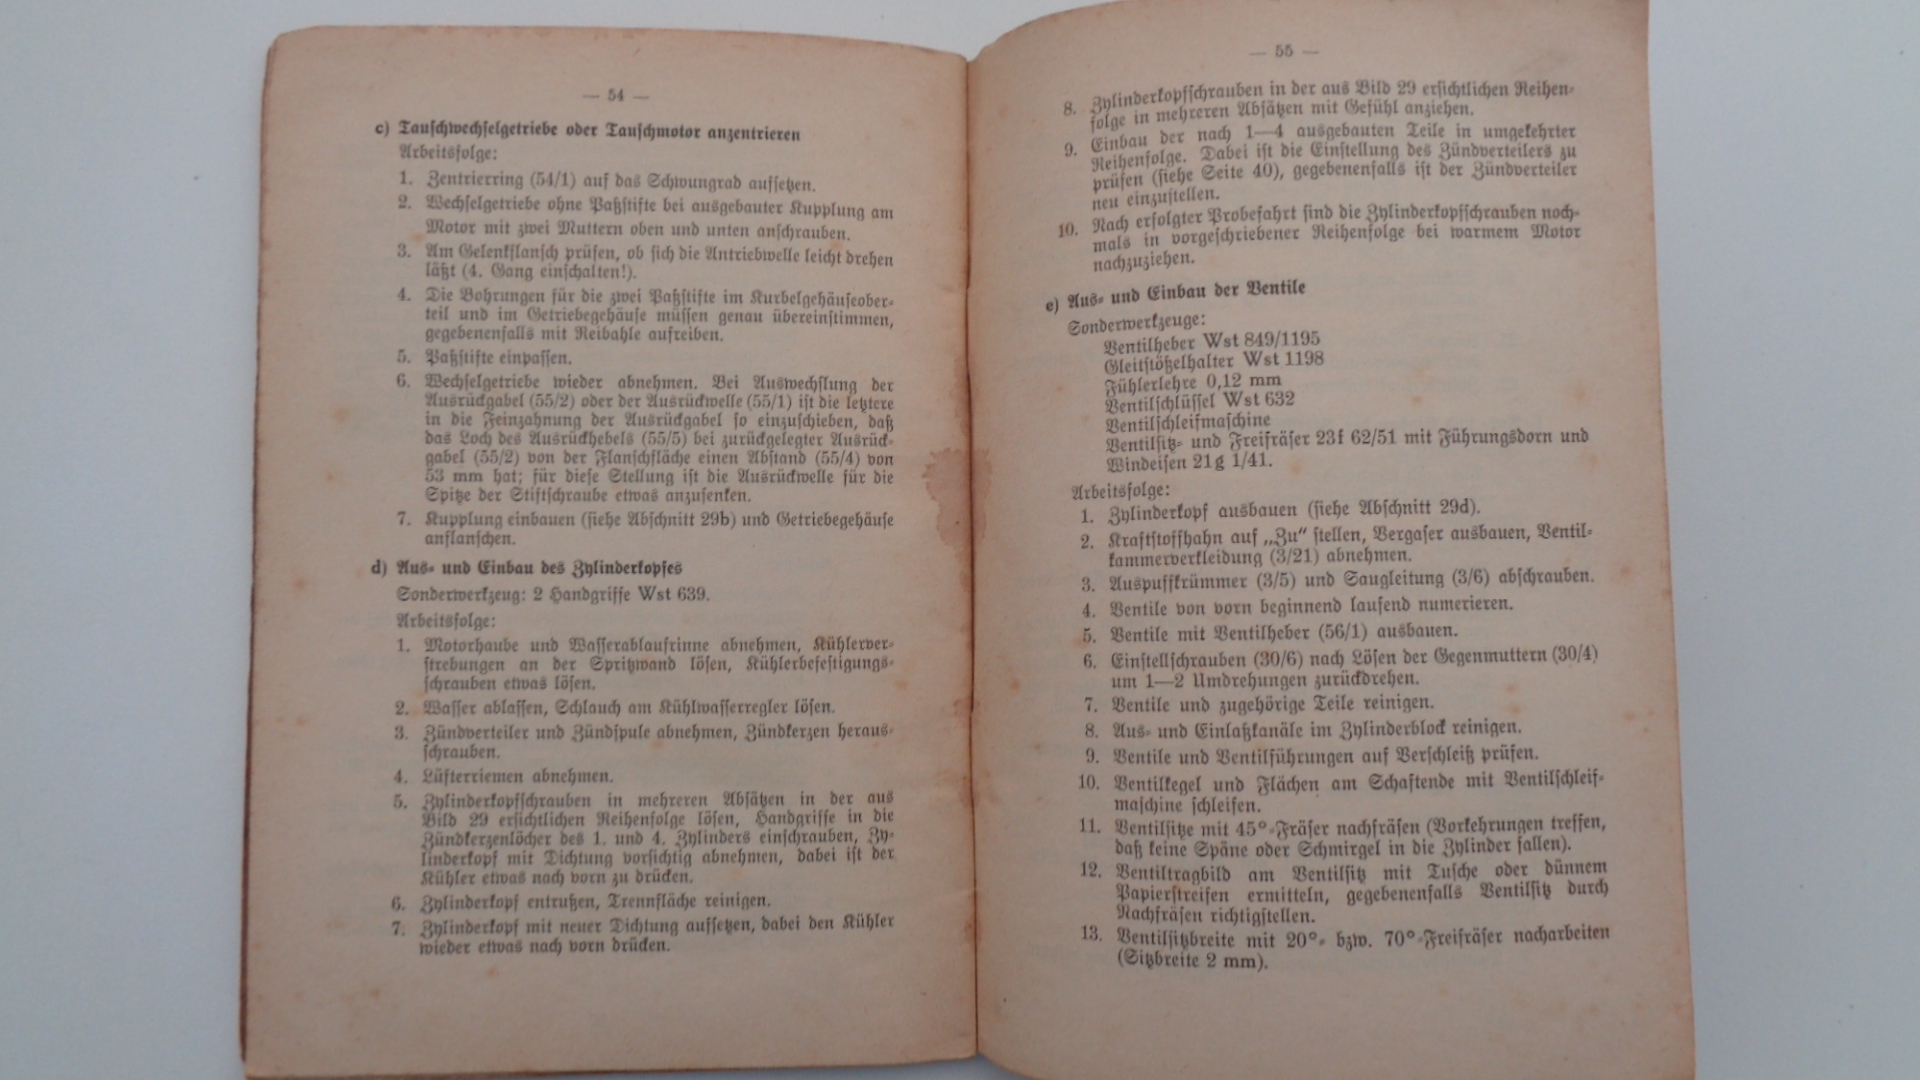 — 54 —
c) Tauschwechselgetriebe oder Tauschmotor anzentrieren
Arbeitsfolge:
1. Zentrierring (54/1) auf das Schwungrad aufsetzen.
2. Wechselgetriebe ohne Paßstifte bei ausgebauter Kupplung am
Motor mit zwei Muttern oben und unten anschrauben.
3. Am Gelenkflansch prüfen, ob sich die Antriebwelle leicht drehen
läßt (4. Gang einschalten!).
4. Die Bohrungen für die zwei Paßstifte im Kurbelgehäuseober-
teil und im Getriebegehäuse müssen genau übereinstimmen,
gegebenenfalls mit Reibahle aufreiben.
5. Paßstifte einpassen.
6. Wechselgetriebe wieder abnehmen. Bei Auswechslung der
Ausrückgabel (55/2) oder der Ausrückwelle (55/1) ist die letztere
in die Feinzahnung der Ausrückgabel so einzuschieben, daß
das Loch des Ausrückhebels (55/5) bei zurückgelegter Ausrück-
gabel (55/2) von der Flanschfläche einen Abstand (55/4) von
53 mm hat; für diese Stellung ist die Ausrückwelle für die
Spitze der Stiftschraube etwas anzusenken.
7. Kupplung einbauen (siehe Abschnitt 29b) und Getriebegehäuse
anflanschen.
d) Aus- und Einbau des Zylinderkopfes
Sonderwerkzeug: 2 Handgriffe Wst 639.
Arbeitsfolge:
1. Motorhaube und Wasserablaufrinne abnehmen, Kühlerver-
strebungen an der Spritzwand lösen, Kühlerbefestigungs-
schrauben etwas lösen.
2. Wasser ablassen, Schlauch am Kühlwasserregler lösen.
3. Zündverteiler und Zündspule abnehmen, Zündkerzen heraus-
schrauben.
4. Lüfterriemen abnehmen.
5. Zylinderkopfschrauben in mehreren Absätzen in der aus
Bild 29 ersichtlichen Reihenfolge lösen, Handgriffe in die
Zündkerzenlöcher des 1. und 4. Zylinders einschrauben, Zy-
linderkopf mit Dichtung vorsichtig abnehmen, dabei ist der
Kühler etwas nach vorn zu drücken.
6. Zylinderkopf entrußen, Trennfläche reinigen.
7. Zylinderkopf mit neuer Dichtung aufsetzen, dabei den Kühler
wieder etwas nach vorn drücken.
— 55 —
8. Zylinderkopfschrauben in der aus Bild 29 ersichtlichen Reihen-
folge in mehreren Absätzen mit Gefühl anziehen.
9. Einbau der nach 1—4 ausgebauten Teile in umgekehrter
Reihenfolge. Dabei ist die Einstellung des Zündverteilers zu
prüfen (siehe Seite 40), gegebenenfalls ist der Zündverteiler
neu einzustellen.
10. Nach erfolgter Probefahrt sind die Zylinderkopfschrauben noch-
mals in vorgeschriebener Reihenfolge bei warmem Motor
nachzuziehen.
e) Aus- und Einbau der Ventile
Sonderwerkzeuge:
Ventilheber Wst 849/1195
Gleitstößelhalter Wst 1198
Fühlerlehre 0,12 mm
Ventilschlüssel Wst 632
Ventilschleifmaschine
Ventilsitz- und Freifräser 23f 62/51 mit Führungsdorn und
Windeisen 21g 1/41.
Arbeitsfolge:
1. Zylinderkopf ausbauen (siehe Abschnitt 29d).
2. Kraftstoffhahn auf „Zu“ stellen, Vergaser ausbauen, Ventil-
kammerverkleidung (3/21) abnehmen.
3. Auspuffkrümmer (3/5) und Saugleitung (3/6) abschrauben.
4. Ventile von vorn beginnend laufend numerieren.
5. Ventile mit Ventilheber (56/1) ausbauen.
6. Einstellschrauben (30/6) nach Lösen der Gegenmuttern (30/4)
um 1—2 Umdrehungen zurückdrehen.
7. Ventile und zugehörige Teile reinigen.
8. Aus- und Einlaßkanäle im Zylinderblock reinigen.
9. Ventile und Ventilführungen auf Verschleiß prüfen.
10. Ventilkegel und Flächen am Schaftende mit Ventilschleif-
maschine schleifen.
11. Ventilsitze mit 45°-Fräser nachfräsen (Vorkehrungen treffen,
daß keine Späne oder Schmirgel in die Zylinder fallen).
12. Ventiltragbild am Ventilsitz mit Tusche oder dünnem
Papierstreifen ermitteln, gegebenenfalls Ventilsitz durch
Nachfräsen richtigstellen.
13. Ventilsitzbreite mit 20°- bzw. 70°-Freifräser nacharbeiten
(Sitzbreite 2 mm).